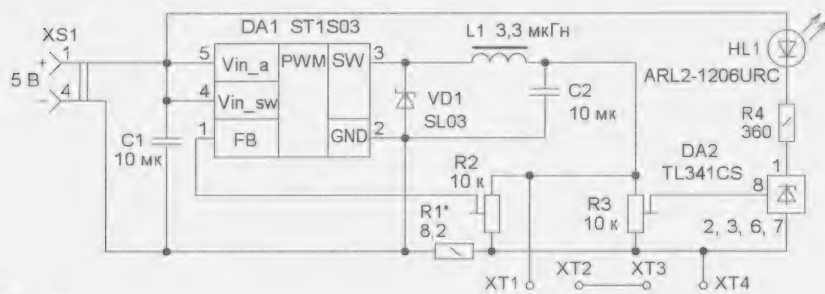 XS1
1
+
5 В
−
4
DA1 ST1S03
5
Vin_a
PWM
SW
3
4
Vin_sw
1
FB
GND
2
C1
10 мк
L1 3,3 мкГн
VD1
SL03
C2
10 мк
HL1
ARL2-1206URC
R4
360
DA2
TL341CS
1
8
2, 3, 6, 7
R2
10 к
R1*
8,2
R3
10 к
XT1
XT2
XT3
XT4